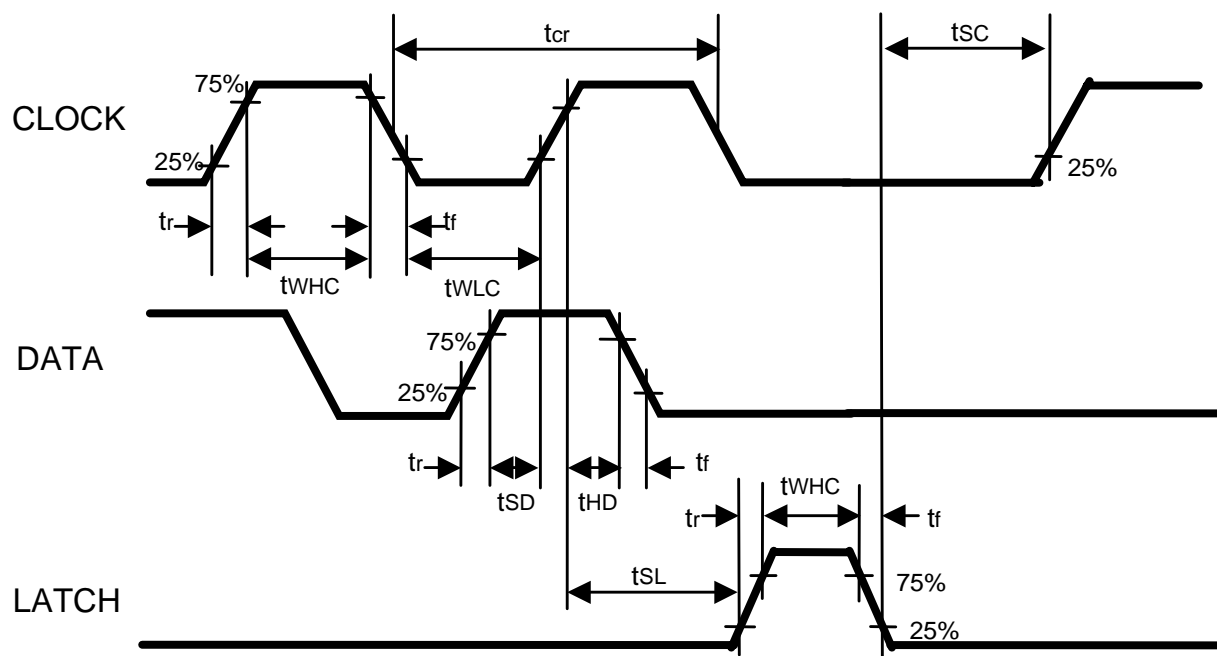 tcr
tSC
75%
CLOCK
25%
25%
tr
tf
tWHC
tWLC
75%
DATA
25%
tr
tf
tSD
tHD
tWHC
tr
tf
tSL
75%
LATCH
25%